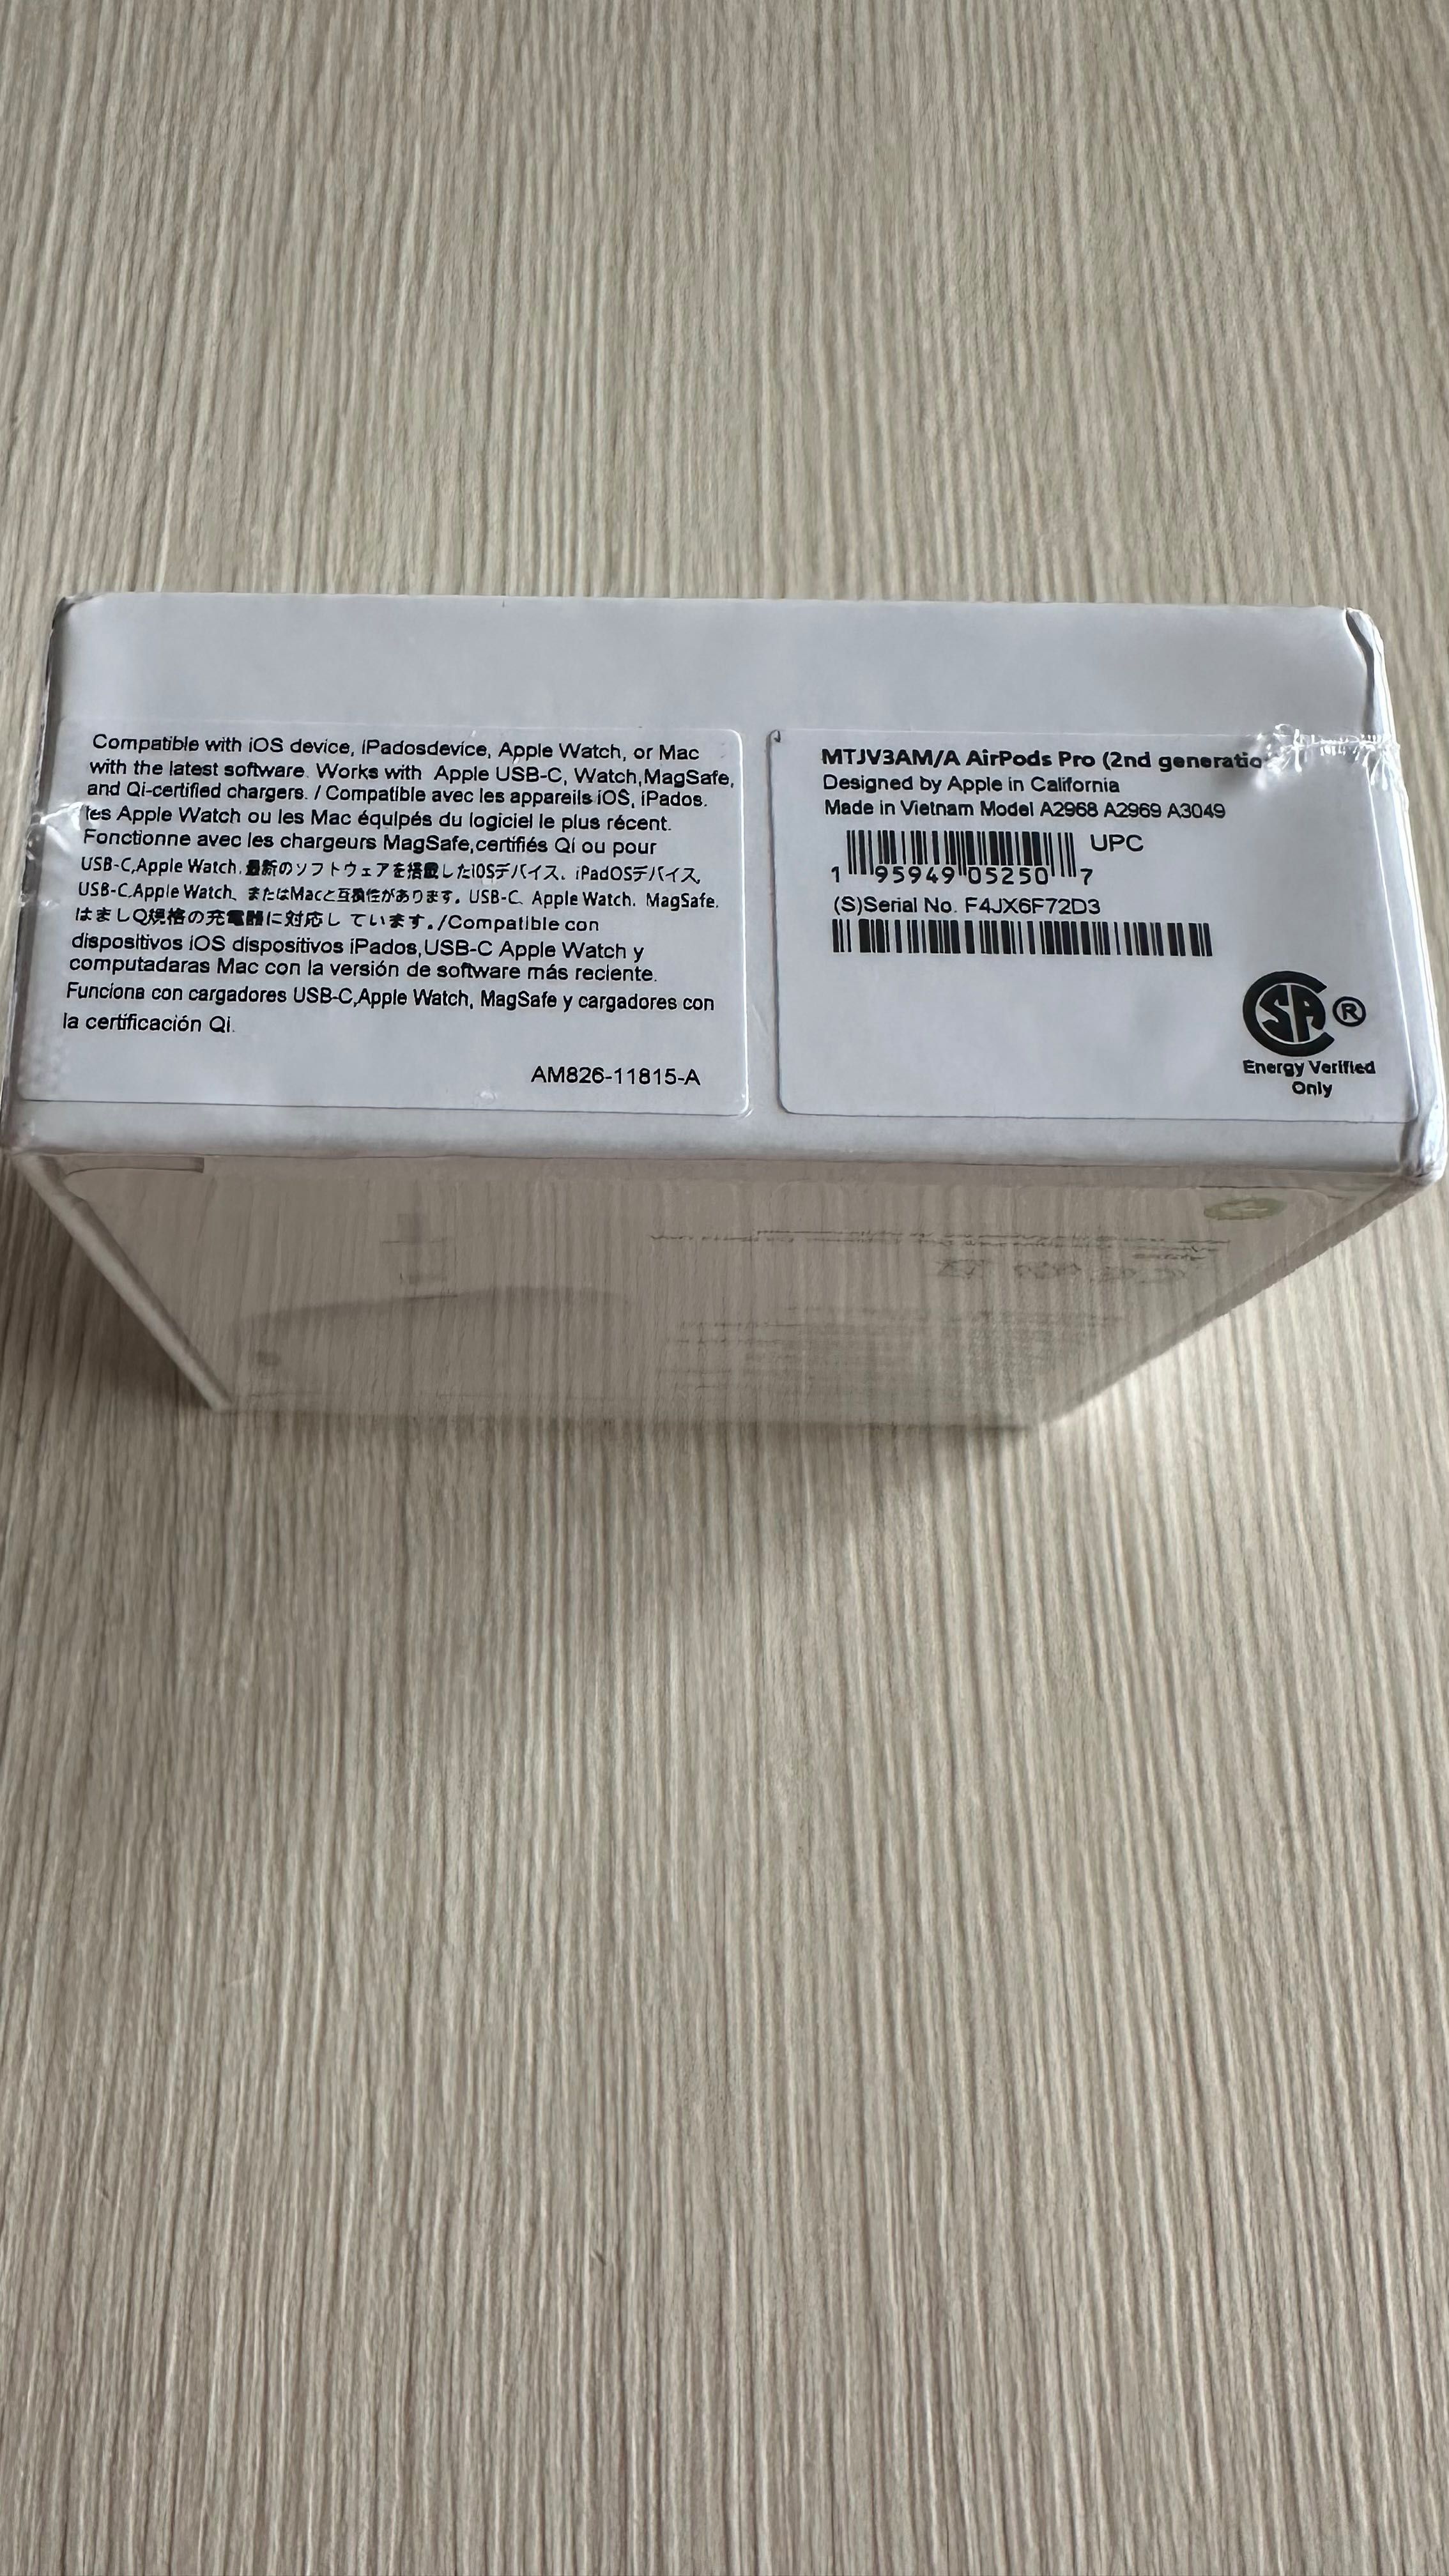 Compatible with iOS device, iPadosdevice, Apple Watch, or Mac
with the latest software. Works with Apple USB-C, Watch,MagSafe,
and Qi-certified chargers. / Compatible avec les appareils iOS, iPados.
les Apple Watch ou les Mac équipés du logiciel le plus récent.
Fonctionne avec les chargeurs MagSafe,certifiés Qi ou pour
USB-C,Apple Watch.最新のソフトウェアを搭載したiOSデバイス、iPadOSデバイス,
USB-C,Apple Watch、またはMacと互換性があります。USB-C、Apple Watch. MagSafe.
はましQ規格の充電器に対応し ています。/Compatible con
dispositivos iOS dispositivos iPados,USB-C Apple Watch y
computadaras Mac con la versión de software más reciente.
Funciona con cargadores USB-C,Apple Watch, MagSafe y cargadores con
la certificación Qi.
AM826-11815-A
MTJV3AM/A AirPods Pro (2nd generatio
Designed by Apple in California
Made in Vietnam Model A2968 A2969 A3049
UPC
1 95949 05250 7
(S)Serial No. F4JX6F72D3
SA ®
Energy Verified
Only